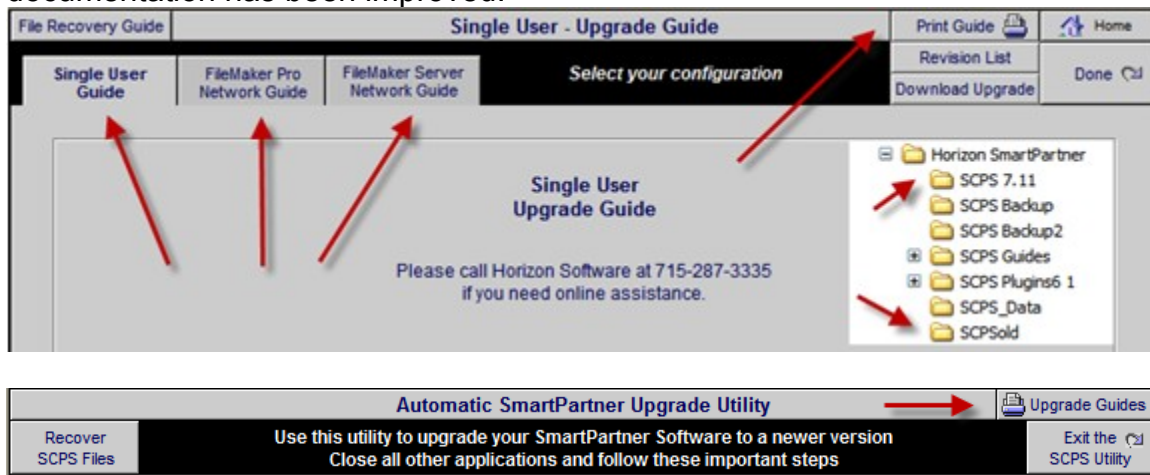 documentation has been improved.
File Recovery Guide
Single User - Upgrade Guide
Print Guide
Home
Single User
Guide
FileMaker Pro
Network Guide
FileMaker Server
Network Guide
Select your configuration
Revision List
Download Upgrade
Done
Single User
Upgrade Guide
Please call Horizon Software at 715-287-3335
if you need online assistance.
Horizon SmartPartner
SCPS 7.11
SCPS Backup
SCPS Backup2
SCPS Guides
SCPS Plugins6 1
SCPS_Data
SCPSold
Automatic SmartPartner Upgrade Utility
Upgrade Guides
Recover
SCPS Files
Use this utility to upgrade your SmartPartner Software to a newer version
Close all other applications and follow these important steps
Exit the
SCPS Utility